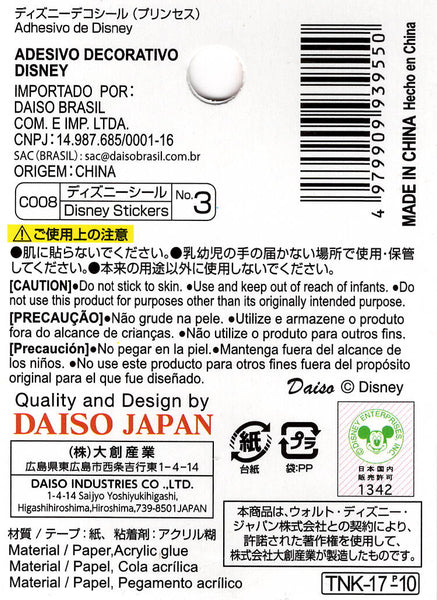 ディズニーデコシール（プリンセス）
Adhesivo de Disney
ADESIVO DECORATIVO
DISNEY
IMPORTADO POR:
DAISO BRASIL
COM. E IMP. LTDA.
CNPJ: 14.987.685/0001-16
SAC (BRASIL) : sac@daisobrasil.com.br
ORIGEM: CHINA
C008 ディズニーシール No. 3
Disney Stickers
4 979909 939550
MADE IN CHINA Hecho en China
⚠ご使用上の注意
●肌に貼らないでください。●乳幼児の手の届かない場所で使用・保管
してください。●本来の用途以外に使用しないでください。
[CAUTION]●Do not stick to skin. ●Use and keep out of reach of infants. ●Do
not use this product for purposes other than its originally intended purpose.
[PRECAUÇÃO]●Não grude na pele. ●Utilize e armazene o produto
fora do alcance de crianças. ●Não utilize o produto para outros fins.
[Precaución]●No pegar en la piel.●Mantenga fuera del alcance de
los niños. ●No use este producto para otros fines fuera del propósito
original para el que fue diseñado.
Daiso © Disney
Quality and Design by
DAISO JAPAN
(株)大創産業
広島県東広島市西条吉行東1-4-14
DAISO INDUSTRIES CO .,LTD.
1-4-14 Saijyo Yoshiyukihigashi,
Higashihiroshima,Hiroshima,739-8501JAPAN
紙
台紙
プラ
袋:PP
© DISNEY ENTERPRISES, INC.
日本国内
販売許可
1342
本商品は、ウォルト・ディズニー・
ジャパン株式会社との契約により、
許諾された著作権を使用して、
株式会社大創産業が製造したものです。
材質 / テープ：紙、粘着剤：アクリル糊
Material / Paper,Acrylic glue
Material / Papel, Cola acrílica
Material / Papel, Pegamento acrílico
TNK-17 P 10